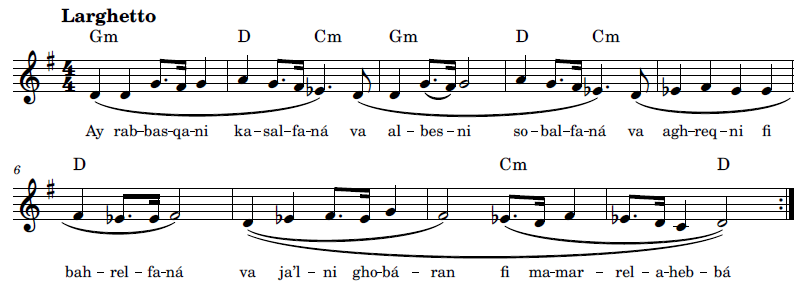 Larghetto
Gm D Cm Gm D Cm
4
4
Ay rab–bas–qa–ni ka–sal–fa–ná va al–bes–ni so–bal–fa–ná va agh–req–ni fi
6 D Cm D
bah–rel–fa–ná va ja’l–ni gho–bá–ran fi ma–mar–rel–a–heb–bá